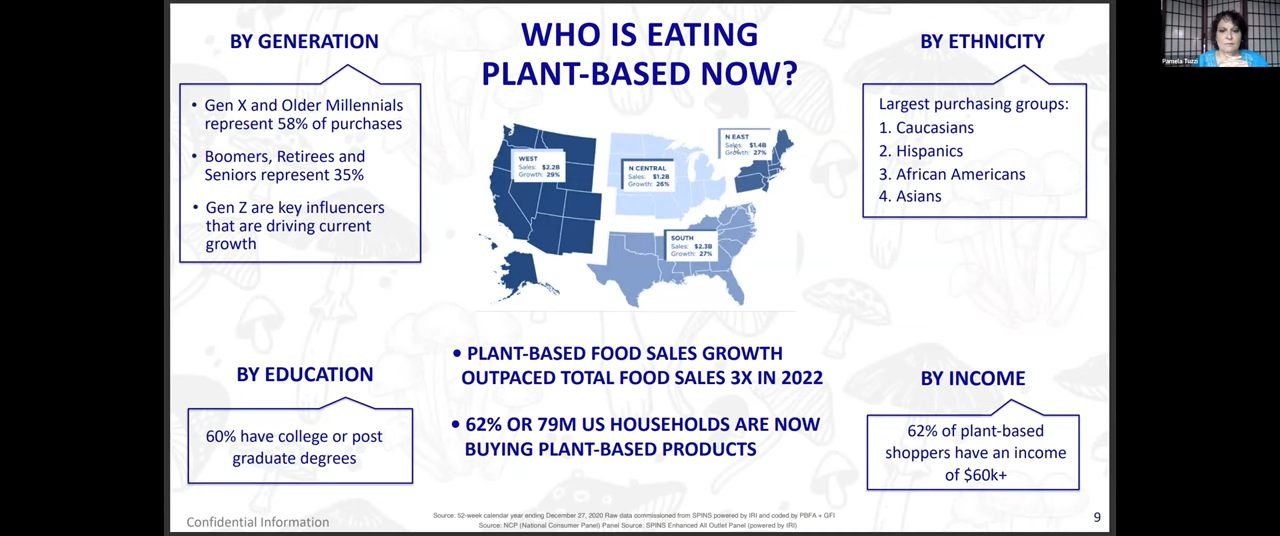 BY GENERATION
• Gen X and Older Millennials
represent 58% of purchases
• Boomers, Retirees and
Seniors represent 35%
• Gen Z are key influencers
that are driving current
growth
WHO IS EATING
PLANT-BASED NOW?
WEST
Sales: $2.2B
Growth: 29%
N CENTRAL
Sales: $1.2B
Growth: 26%
N EAST
Sales: $1.4B
Growth: 27%
SOUTH
Sales: $2.3B
Growth: 27%
BY ETHNICITY
Largest purchasing groups:
1. Caucasians
2. Hispanics
3. African Americans
4. Asians
Pamela Tuzzi
BY EDUCATION
60% have college or post
graduate degrees
• PLANT-BASED FOOD SALES GROWTH
OUTPACED TOTAL FOOD SALES 3X IN 2022
• 62% OR 79M US HOUSEHOLDS ARE NOW
BUYING PLANT-BASED PRODUCTS
BY INCOME
62% of plant-based
shoppers have an income
of $60k+
Confidential Information
Source: 52-week calendar year ending December 27, 2020 Raw data commissioned from SPINS powered by IRI and coded by PBFA + GFI
Source: NCP (National Consumer Panel) Panel Source: SPINS Enhanced All Outlet Panel (powered by IRI)
9